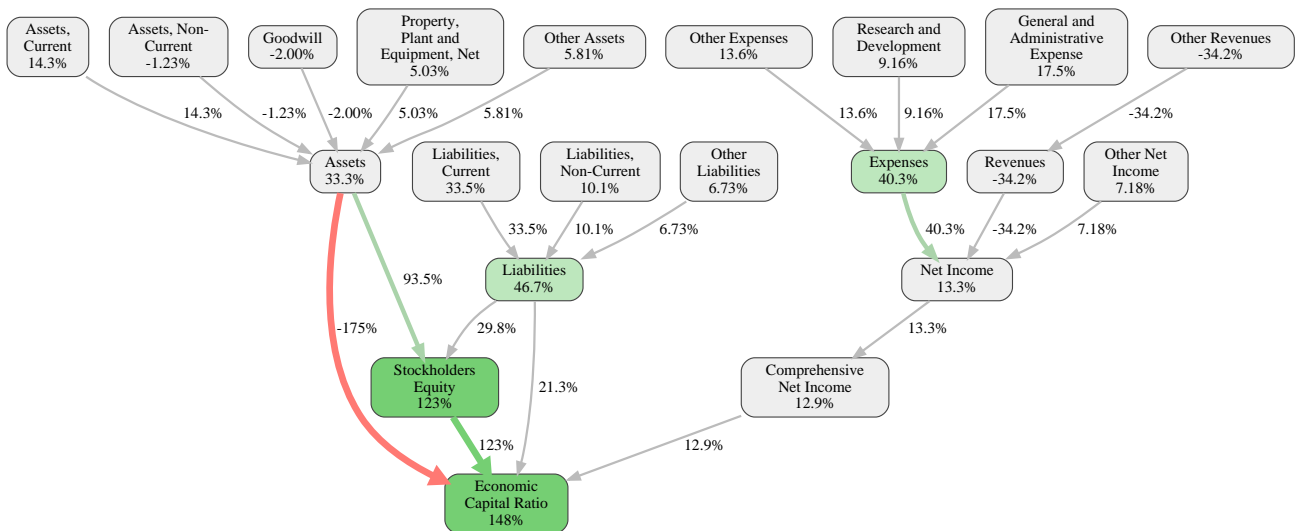 Assets,
Current
14.3%
Assets, Non-
Current
-1.23%
Goodwill
-2.00%
Property,
Plant and
Equipment, Net
5.03%
Other Assets
5.81%
Other Expenses
13.6%
Research and
Development
9.16%
General and
Administrative
Expense
17.5%
Other Revenues
-34.2%
14.3%
-1.23%
-2.00%
5.03%
5.81%
13.6%
9.16%
17.5%
-34.2%
Assets
33.3%
Liabilities,
Current
33.5%
Liabilities,
Non-Current
10.1%
Other
Liabilities
6.73%
Expenses
40.3%
Revenues
-34.2%
Other Net
Income
7.18%
33.5%
10.1%
6.73%
40.3%
-34.2%
7.18%
93.5%
Liabilities
46.7%
Net Income
13.3%
-175%
29.8%
13.3%
Stockholders
Equity
123%
21.3%
Comprehensive
Net Income
12.9%
123%
12.9%
Economic
Capital Ratio
148%